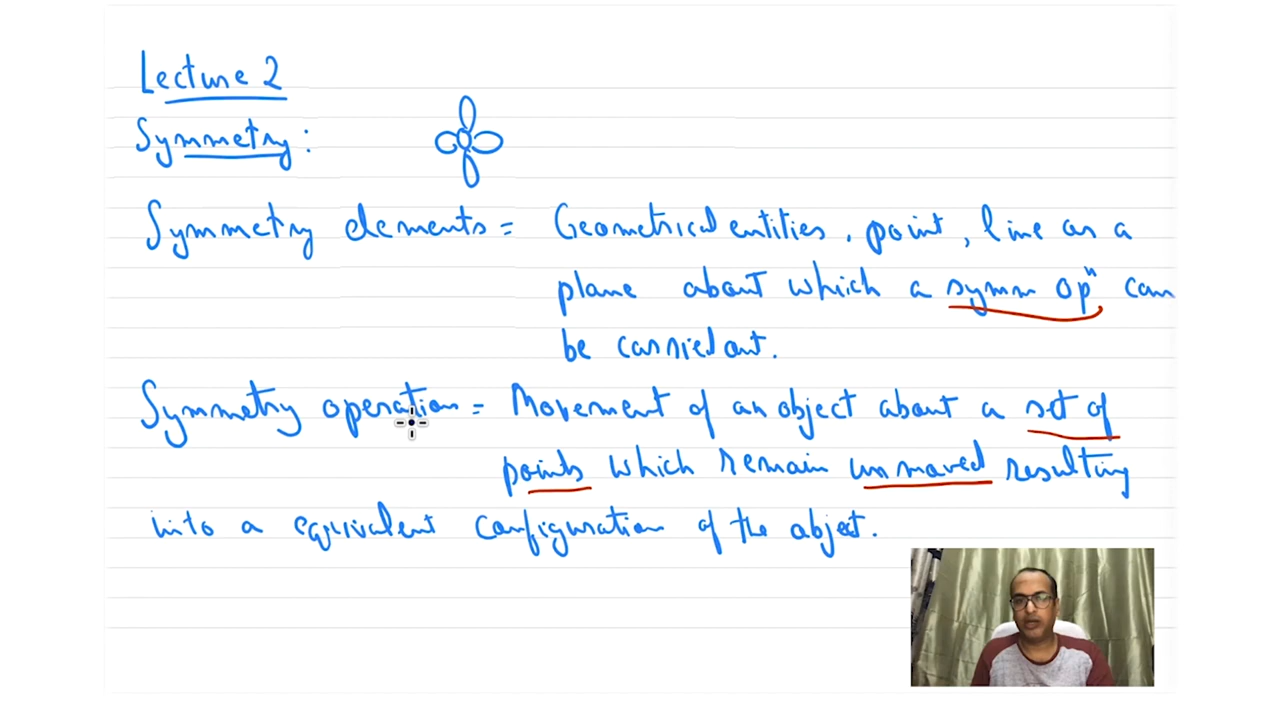 Lecture 2
Symmetry:
Symmetry elements = Geometrical entities, point, line or a
plane about which a symm opⁿ can
be carried out.
Symmetry operation = Movement of an object about a set of
points which remain unmoved resulting
into a equivalent configuration of the object.